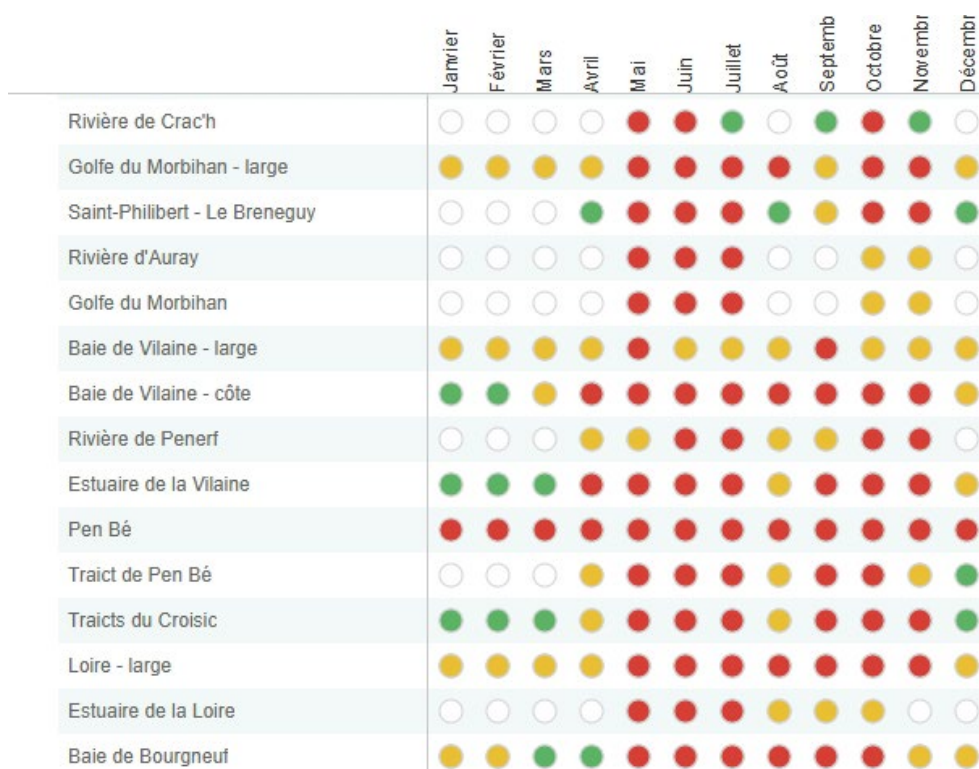 Janvier Février Mars Avril Mai Juin Juillet Août Septemb Octobre Novembr Décembr
Rivière de Crac'h
Golfe du Morbihan - large
Saint-Philibert - Le Breneguy
Rivière d'Auray
Golfe du Morbihan
Baie de Vilaine - large
Baie de Vilaine - côte
Rivière de Penerf
Estuaire de la Vilaine
Pen Bé
Traict de Pen Bé
Traicts du Croisic
Loire - large
Estuaire de la Loire
Baie de Bourgneuf